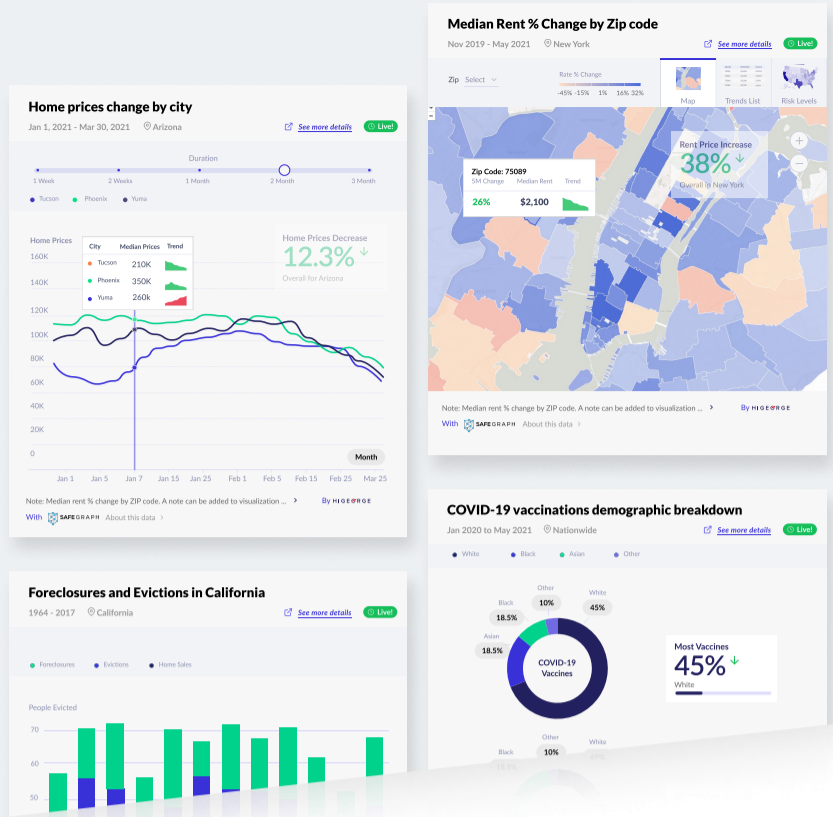 Home prices change by city
Jan 1, 2021 - Mar 30, 2021 Arizona See more details Live!
Duration
1 Week 2 Weeks 1 Month 2 Month 3 Month
Tucson Phoenix Yuma
Home Prices
160K
140K
120K
100K
80K
60K
40K
20K
0
City Median Prices Trend
Tucson 210K
Phoenix 350K
Yuma 260k
Home Prices Decrease
12.3%
Overall for Arizona
Month
Jan 1 Jan 5 Jan 7 Jan 15 Jan 25 Feb 1 Feb 5 Feb 15 Feb 25 Mar 25
Note: Median rent % change by ZIP code. A note can be added to visualization ... > By HIGEORGE
With SAFEGRAPH About this data >
Foreclosures and Evictions in California
1964 - 2017 California See more details Live!
Foreclosures Evictions Home Sales
People Evicted
70
60
50
Median Rent % Change by Zip code
Nov 2019 - May 2021 New York See more details Live!
Zip Select
Rate % Change
-45% -15% 1% 16% 32%
Map Trends List Risk Levels
Zip Code: 75089
5M Change Median Rent Trend
26% $2,100
Rent Price Increase
38%
Overall in New York
+
−
Note: Median rent % change by ZIP code. A note can be added to visualization ... > By HIGEORGE
With SAFEGRAPH About this data >
COVID-19 vaccinations demographic breakdown
Jan 2020 to May 2021 Nationwide See more details Live!
White Black Asian Other
Other
10%
White
45%
Black
18.5%
Asian
18.5%
COVID-19
Vaccines
Most Vaccines
45%
White
Other
10%
Black
White